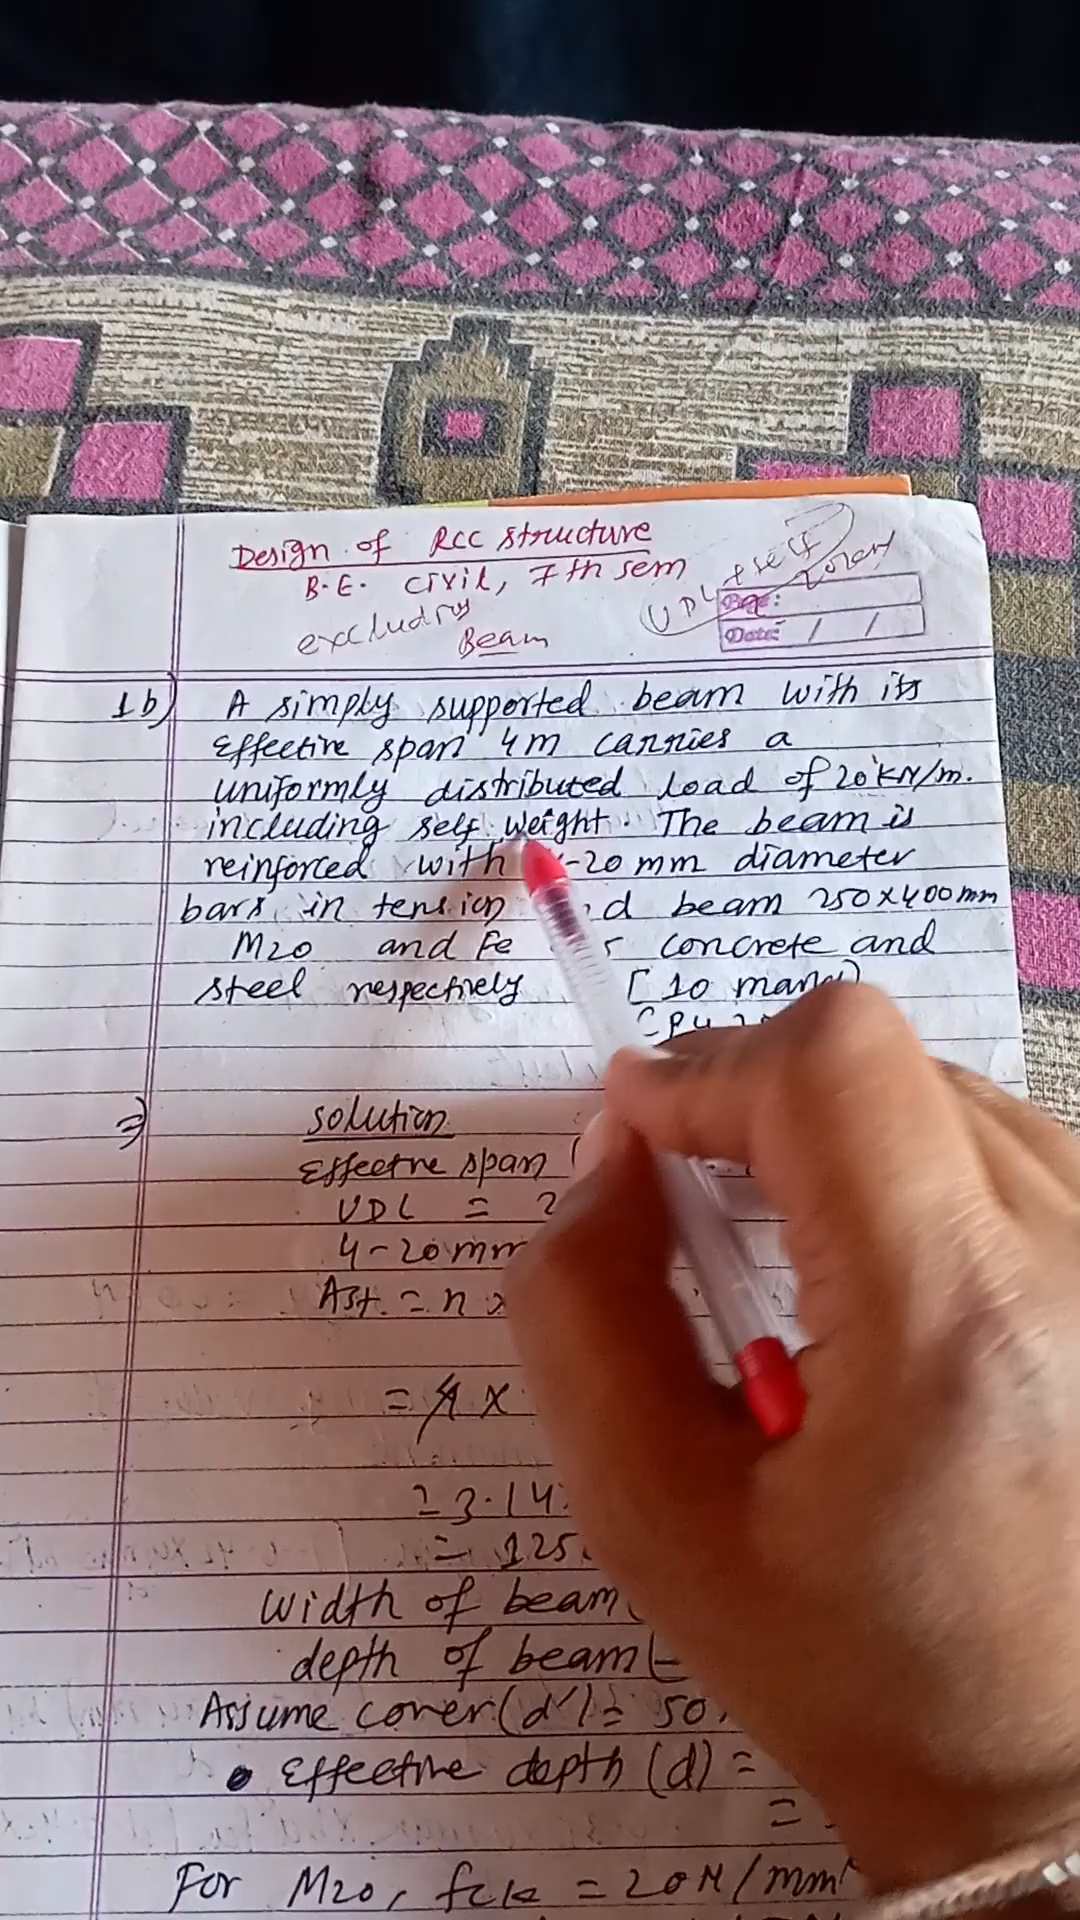 Design of RCC structure
B.E. civil, 7th sem
excluding
UDL + self
Beam
Page:
Date: / /
1b) A simply supported beam with its
Effective span 4m carries a
uniformly distributed load of 20 KN/m.
including self weight. The beam is
reinforced with -20 mm diameter
bars in tension d beam 250×400mm
M20 and Fe concrete and
steel respectively [10
⇒) solution
Effective span (
UDL = 2
4-20mm
Ast. = n x
= 4 x
= 3.14
= 125
width of beam (
depth of beam (
Assume cover (d') = 50
• Effective depth (d) =
=
For M20, fck = 20N/mm